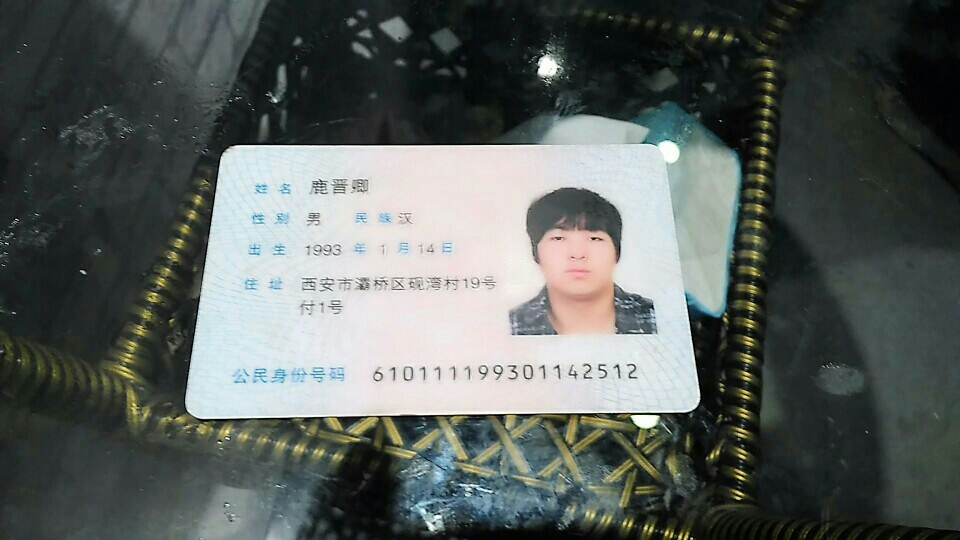 姓名 鹿晋卿
性别 男 民族 汉
出生 1993 年 1 月 14 日
住址 西安市灞桥区砚湾村19号
付1号
公民身份号码 610111199301142512